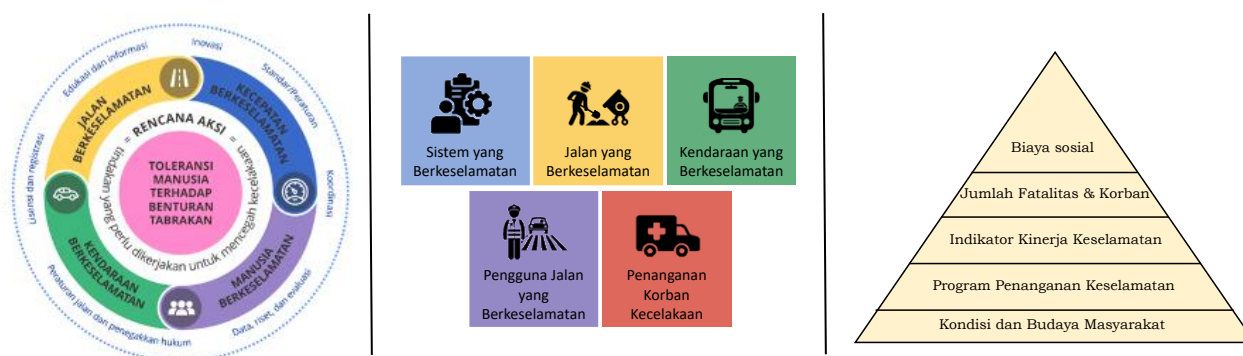 Edukasi dan informasi
Inovasi
Standar/Peraturan
Koordinasi
Data, riset, dan evaluasi
Peraturan jalan dan penegakkan hukum
Lisensi dan registrasi
JALAN
BERKESELAMATAN
KECEPATAN
BERKESELAMATAN
MANUSIA
BERKESELAMATAN
KENDARAAN
BERKESELAMATAN
= RENCANA AKSI =
tindakan yang perlu dikerjakan untuk mencegah kecelakaan
TOLERANSI
MANUSIA
TERHADAP
BENTURAN
TABRAKAN
Sistem yang
Berkeselamatan
Jalan yang
Berkeselamatan
Kendaraan yang
Berkeselamatan
Pengguna Jalan
yang
Berkeselamatan
Penanganan
Korban
Kecelakaan
Biaya sosial
Jumlah Fatalitas & Korban
Indikator Kinerja Keselamatan
Program Penanganan Keselamatan
Kondisi dan Budaya Masyarakat